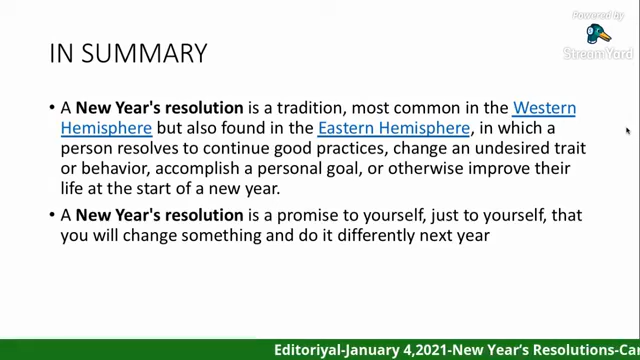 Powered by
StreamYard
IN SUMMARY
• A New Year's resolution is a tradition, most common in the Western
Hemisphere but also found in the Eastern Hemisphere, in which a
person resolves to continue good practices, change an undesired trait
or behavior, accomplish a personal goal, or otherwise improve their
life at the start of a new year.
• A New Year's resolution is a promise to yourself, just to yourself, that
you will change something and do it differently next year
Editoriyal-January 4,2021-New Year's Resolutions-Ca